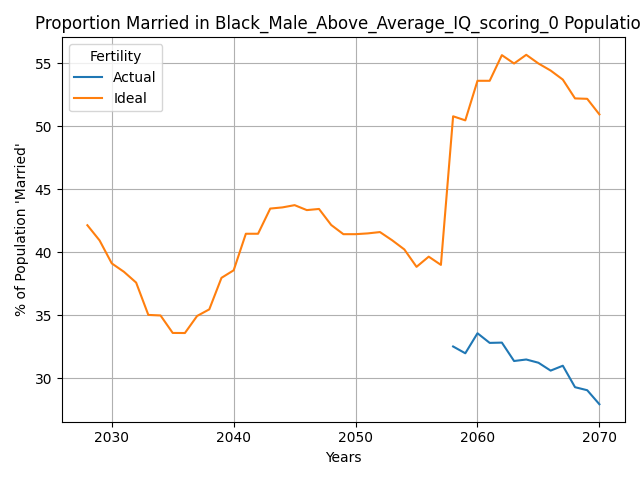 Proportion Married in Black_Male_Above_Average_IQ_scoring_0 Populatio
Fertility
Actual
Ideal
55
50
45
40
35
30
% of Population 'Married'
2030 2040 2050 2060 2070
Years